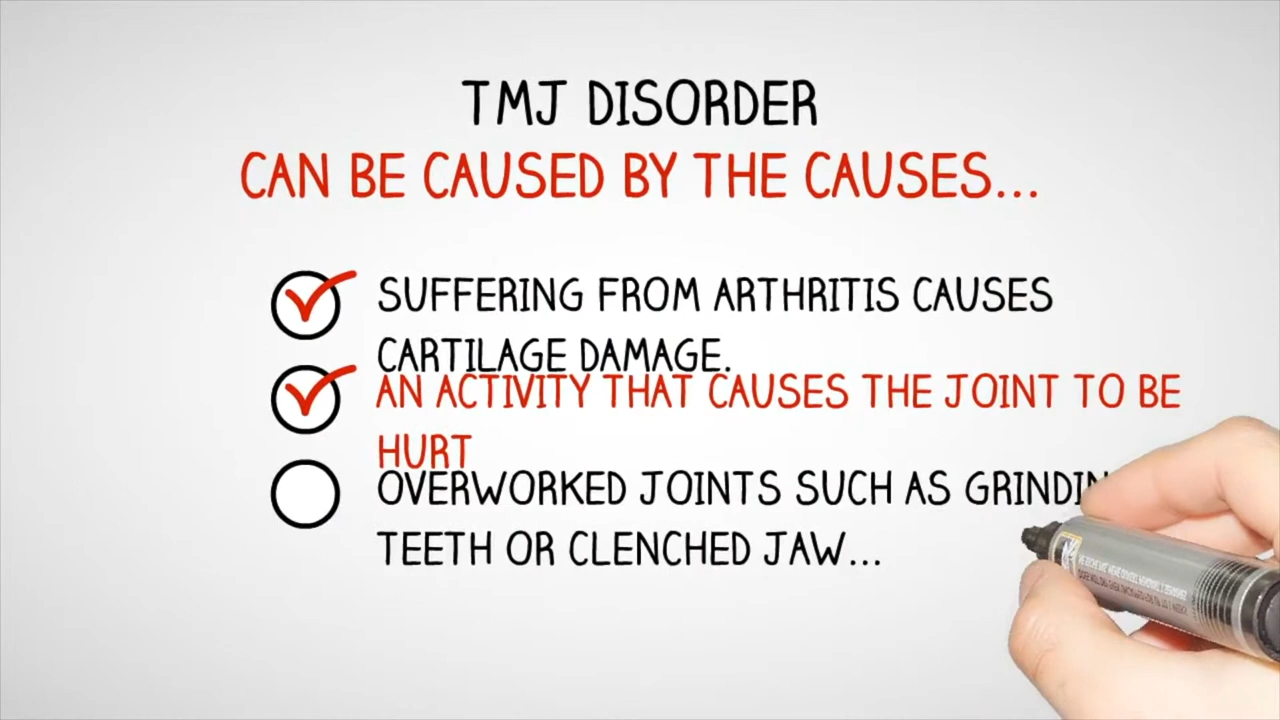 TMJ DISORDER
CAN BE CAUSED BY THE CAUSES...
SUFFERING FROM ARTHRITIS CAUSES
CARTILAGE DAMAGE.
AN ACTIVITY THAT CAUSES THE JOINT TO BE
HURT
OVERWORKED JOINTS SUCH AS
TEETH OR CLENCHED JAW...